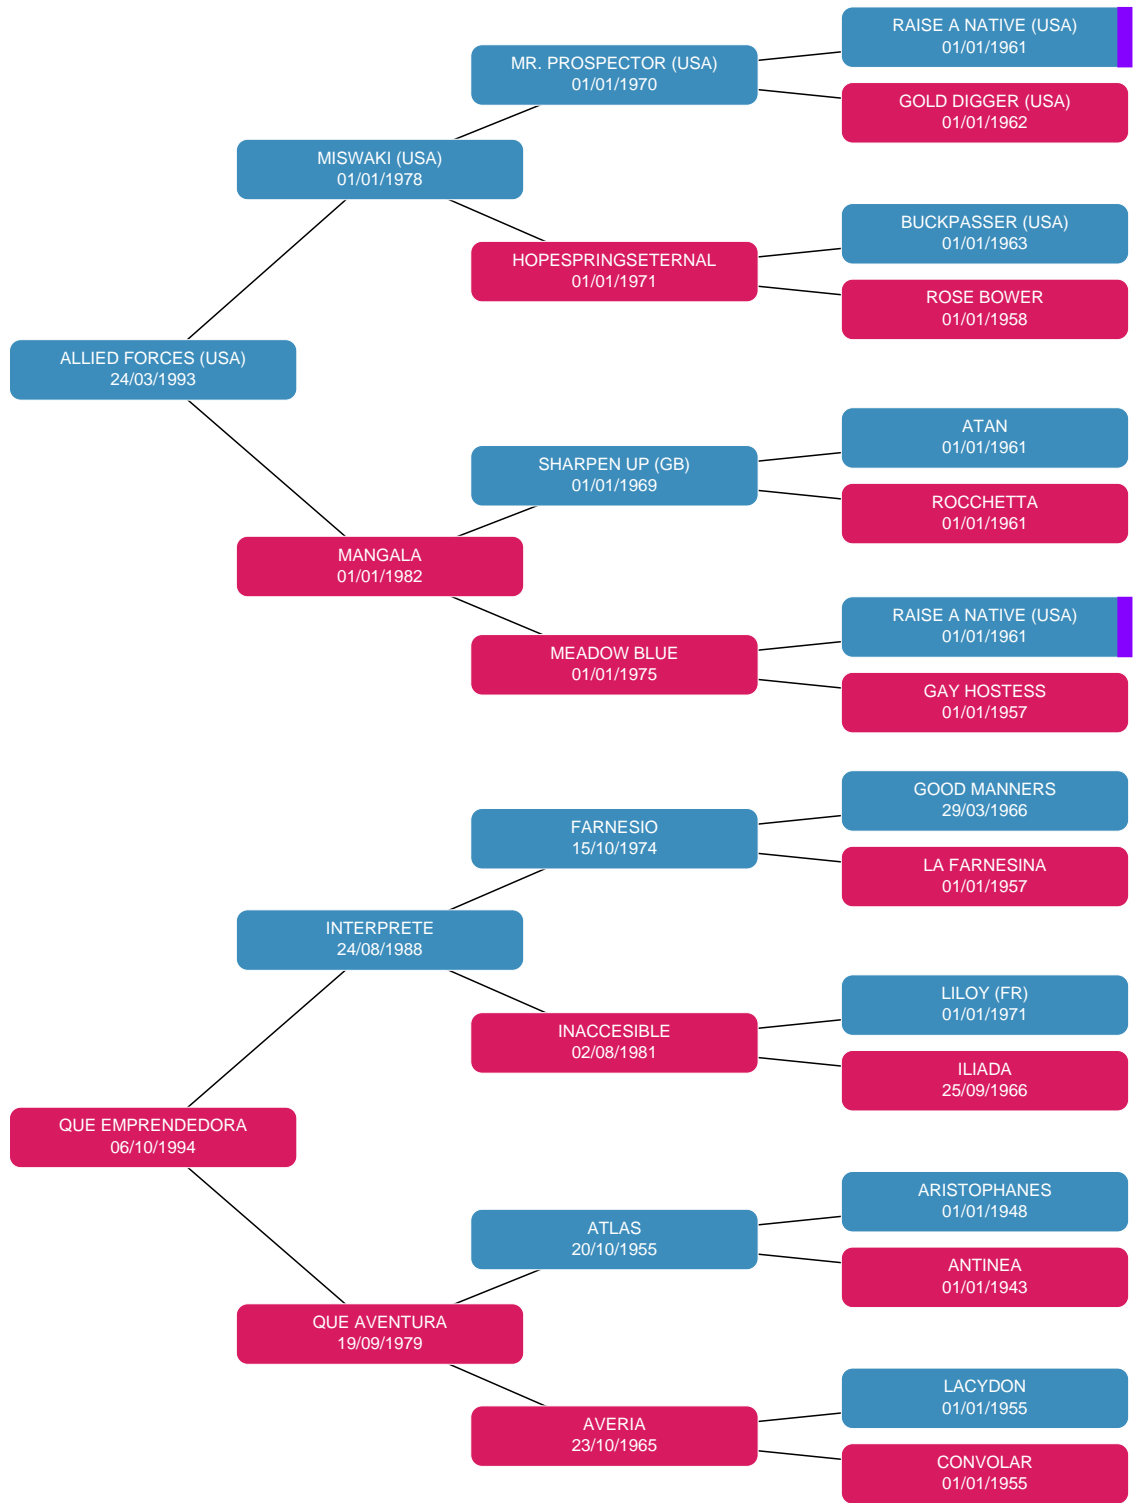 RAISE A NATIVE (USA)
01/01/1961
MR. PROSPECTOR (USA)
01/01/1970
GOLD DIGGER (USA)
01/01/1962
MISWAKI (USA)
01/01/1978
BUCKPASSER (USA)
01/01/1963
HOPESPRINGSETERNAL
01/01/1971
ROSE BOWER
01/01/1958
ALLIED FORCES (USA)
24/03/1993
ATAN
01/01/1961
SHARPEN UP (GB)
01/01/1969
ROCCHETTA
01/01/1961
MANGALA
01/01/1982
RAISE A NATIVE (USA)
01/01/1961
MEADOW BLUE
01/01/1975
GAY HOSTESS
01/01/1957
GOOD MANNERS
29/03/1966
FARNESIO
15/10/1974
LA FARNESINA
01/01/1957
INTERPRETE
24/08/1988
LILOY (FR)
01/01/1971
INACCESIBLE
02/08/1981
ILIADA
25/09/1966
QUE EMPRENDEDORA
06/10/1994
ARISTOPHANES
01/01/1948
ATLAS
20/10/1955
ANTINEA
01/01/1943
QUE AVENTURA
19/09/1979
LACYDON
01/01/1955
AVERIA
23/10/1965
CONVOLAR
01/01/1955